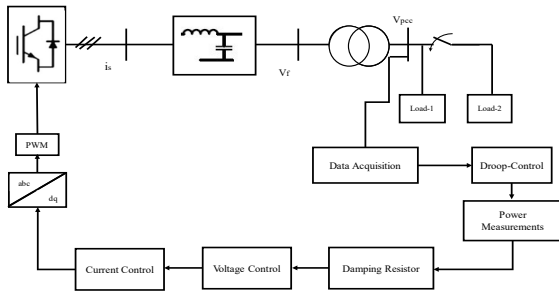 Vpcc
is
Vf
Load-1
Load-2
PWM
Data Acquisition
Droop-Control
abc
dq
Power
Measurements
Current Control
Voltage Control
Damping Resistor